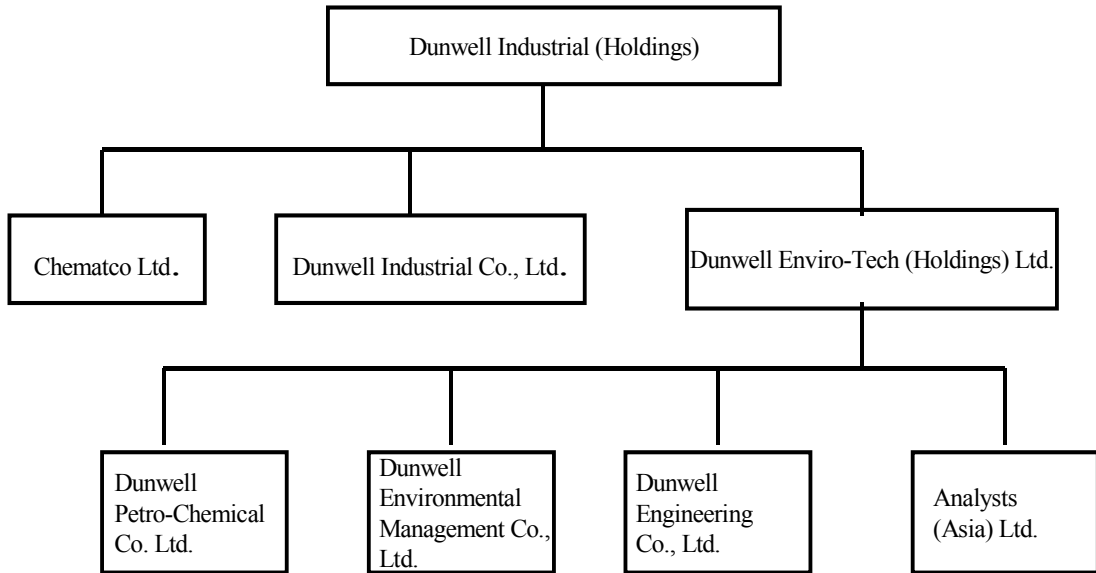 Dunwell Industrial (Holdings)
Chematco Ltd.
Dunwell Industrial Co., Ltd.
Dunwell Enviro-Tech (Holdings) Ltd.
Dunwell
Petro-Chemical
Co. Ltd.
Dunwell
Environmental
Management Co.,
Ltd.
Dunwell
Engineering
Co., Ltd.
Analysts
(Asia) Ltd.